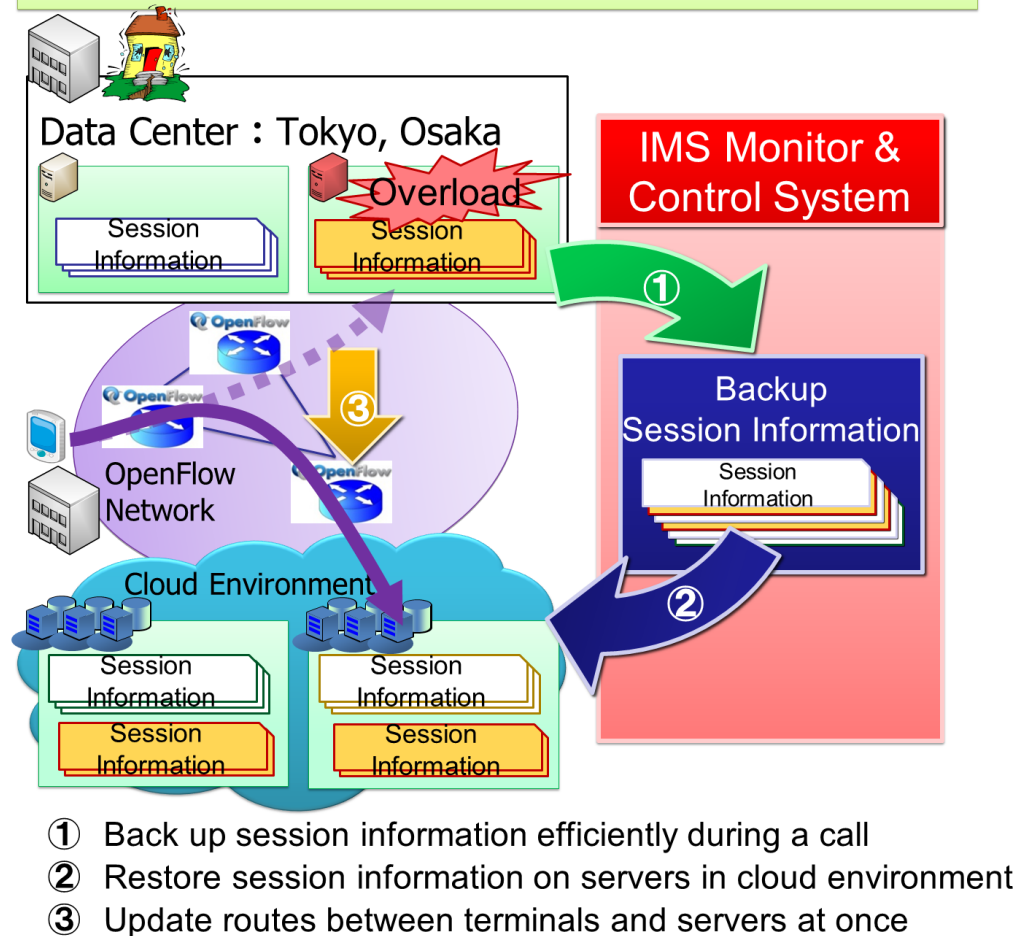 Data Center：Tokyo, Osaka
IMS Monitor &
Control System
Overload
Session
Information
Session
Information
①
OpenFlow
OpenFlow
③
OpenFlow
OpenFlow
Network
Backup
Session Information
Session
Information
②
Cloud Environment
Session
Information
Session
Information
Session
Information
Session
Information
① Back up session information efficiently during a call
② Restore session information on servers in cloud environment
③ Update routes between terminals and servers at once